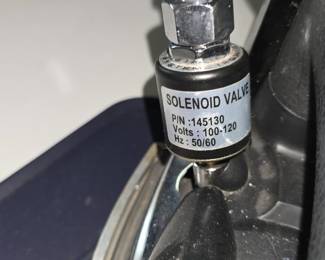 SOLENOID VALVE
P/N :145130
Volts : 100-120
Hz : 50/60